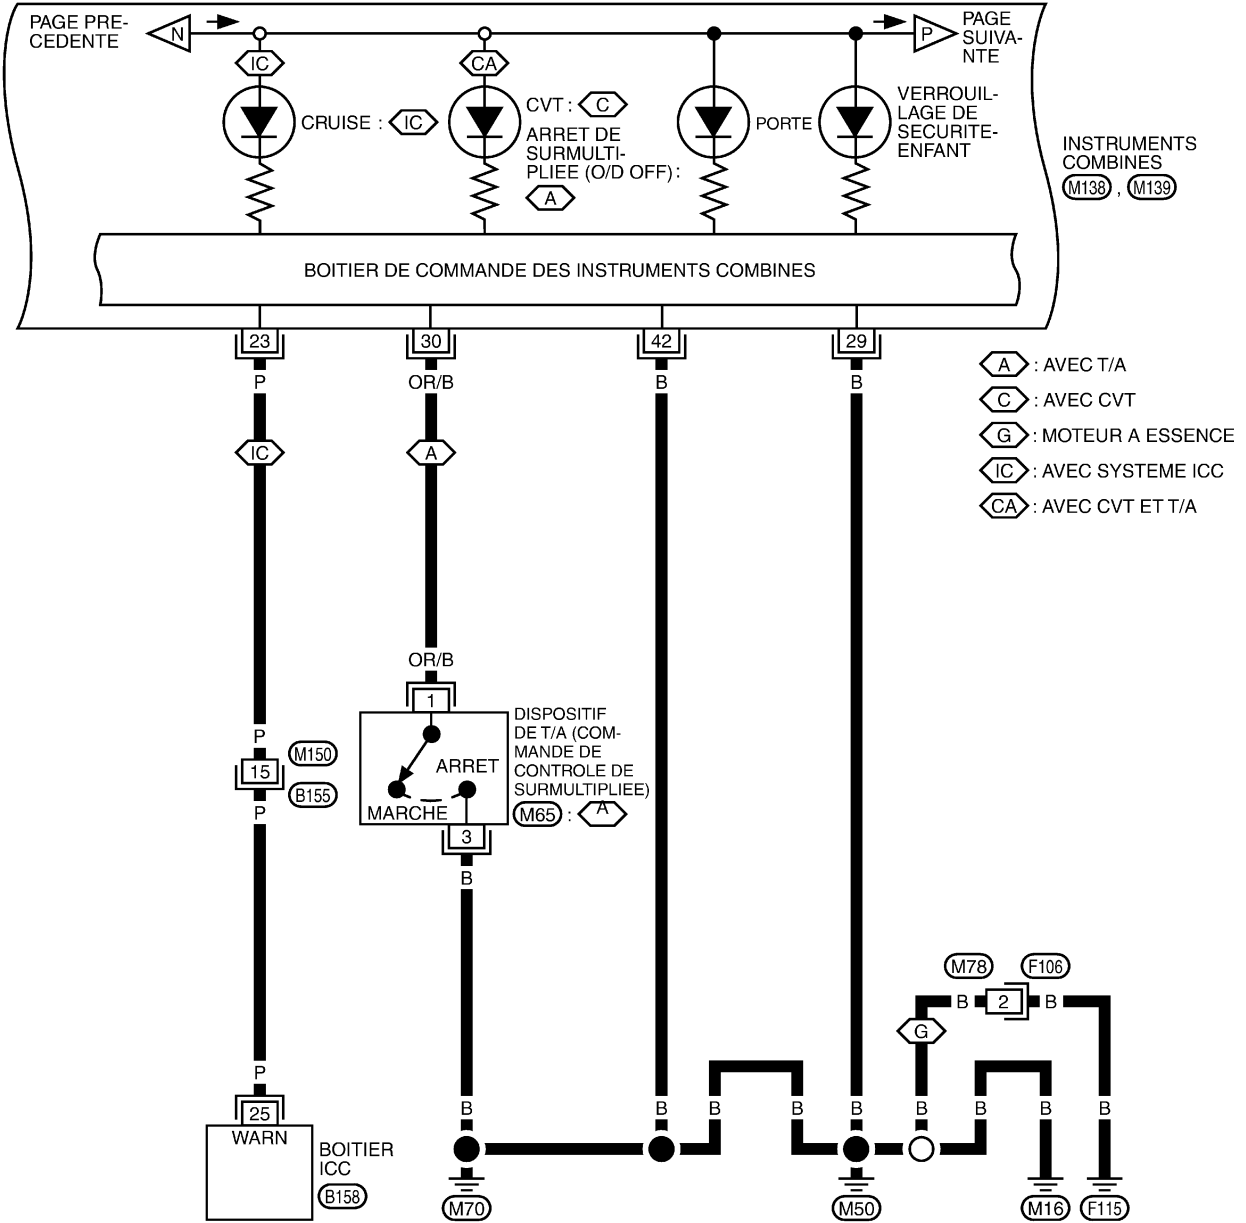 PAGE PRE-
CEDENTE
N
P
PAGE
SUIVA-
NTE
IC
CA
CRUISE : IC
CVT : C
ARRET DE
SURMULTI-
PLIEE (O/D OFF) :
A
PORTE
VERROUIL-
LAGE DE
SECURITE-
ENFANT
INSTRUMENTS
COMBINES
M138 , M139
BOITIER DE COMMANDE DES INSTRUMENTS COMBINES
23
30
42
29
P
OR/B
B
B
A : AVEC T/A
C : AVEC CVT
G : MOTEUR A ESSENCE
IC : AVEC SYSTEME ICC
CA : AVEC CVT ET T/A
IC
A
OR/B
1
P
15
M150
B155
P
DISPOSITIF
DE T/A (COM-
MANDE DE
CONTROLE DE
SURMULTIPLIEE)
M65 : A
ARRET
MARCHE
3
B
M78
F106
B
2
B
G
P
25
WARN
BOITIER
ICC
B158
B
B
B
B
B
B
B
B
B
M70
M50
M16
F115